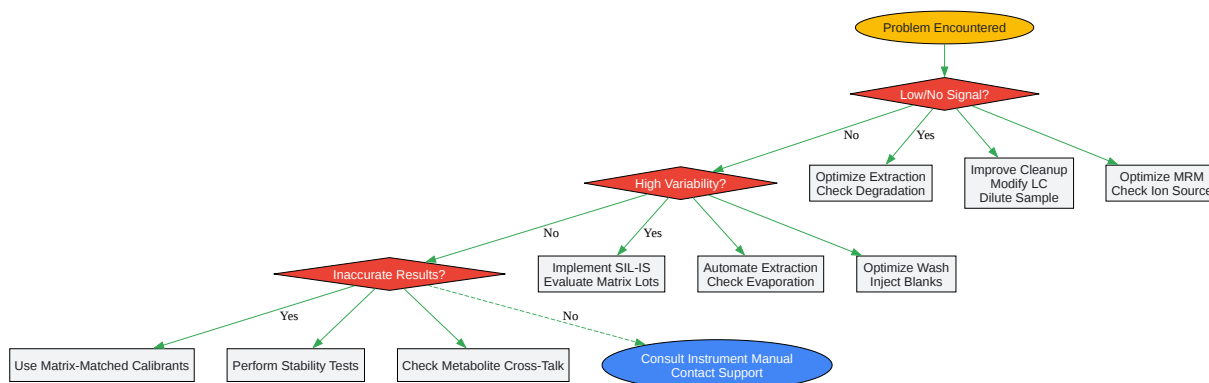 Problem Encountered
Low/No Signal?
No
Yes
Optimize Extraction
Check Degradation
Improve Cleanup
Modify LC
Dilute Sample
Optimize MRM
Check Ion Source
High Variability?
No
Yes
Implement SIL-IS
Evaluate Matrix Lots
Automate Extraction
Check Evaporation
Optimize Wash
Inject Blanks
Inaccurate Results?
Yes
No
Use Matrix-Matched Calibrants
Perform Stability Tests
Check Metabolite Cross-Talk
Consult Instrument Manual
Contact Support